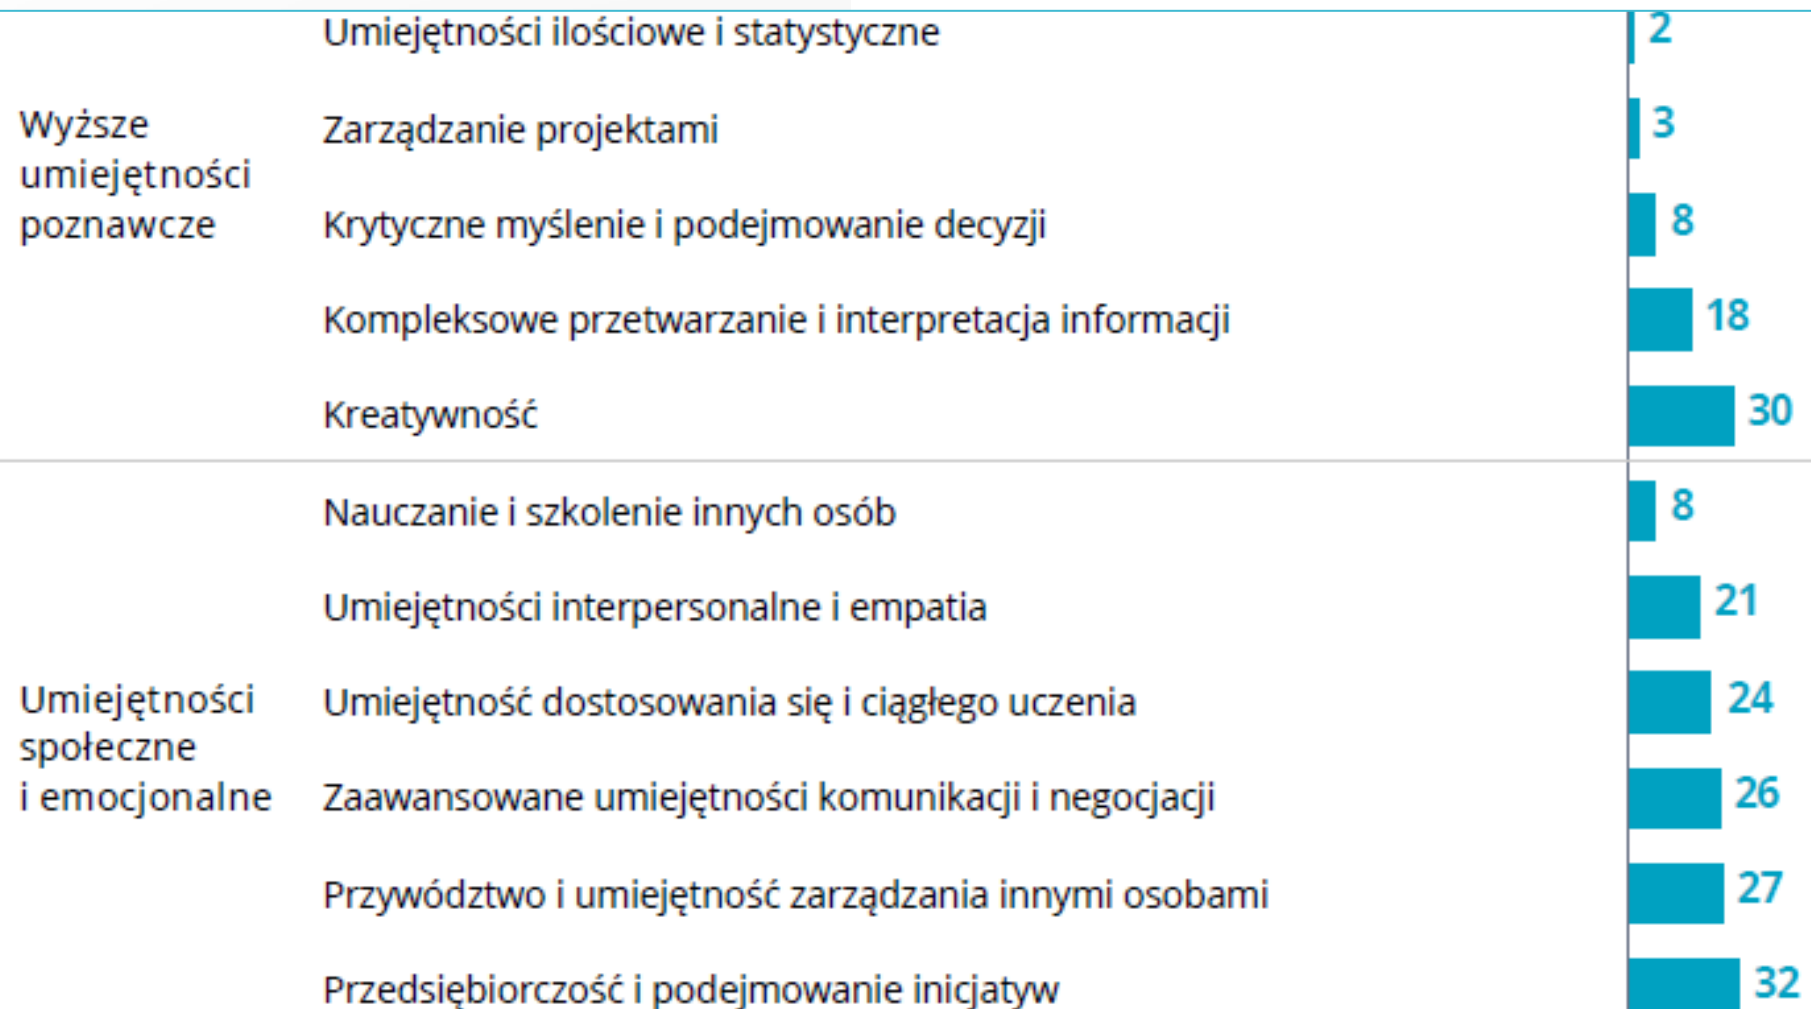 Umiejętności ilościowe i statystyczne 2
Wyższe umiejętności poznawcze
Zarządzanie projektami 3
Krytyczne myślenie i podejmowanie decyzji 8
Kompleksowe przetwarzanie i interpretacja informacji 18
Kreatywność 30
Nauczanie i szkolenie innych osób 8
Umiejętności interpersonalne i empatia 21
Umiejętności społeczne i emocjonalne
Umiejętność dostosowania się i ciągłego uczenia 24
Zaawansowane umiejętności komunikacji i negocjacji 26
Przywództwo i umiejętność zarządzania innymi osobami 27
Przedsiębiorczość i podejmowanie inicjatyw 32